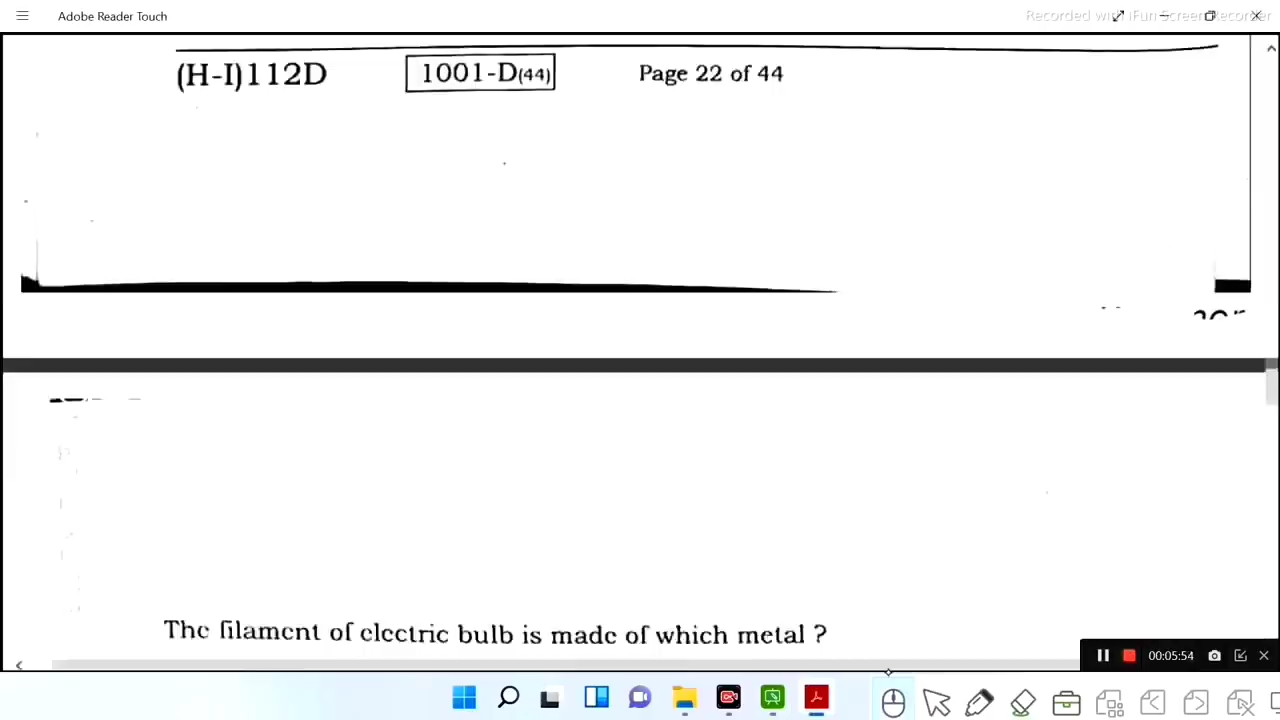 Adobe Reader Touch
Recorded with iFun Screen Recorder
(H-I)112D 1001-D(44) Page 22 of 44
The filament of electric bulb is made of which metal ?
00:05:54